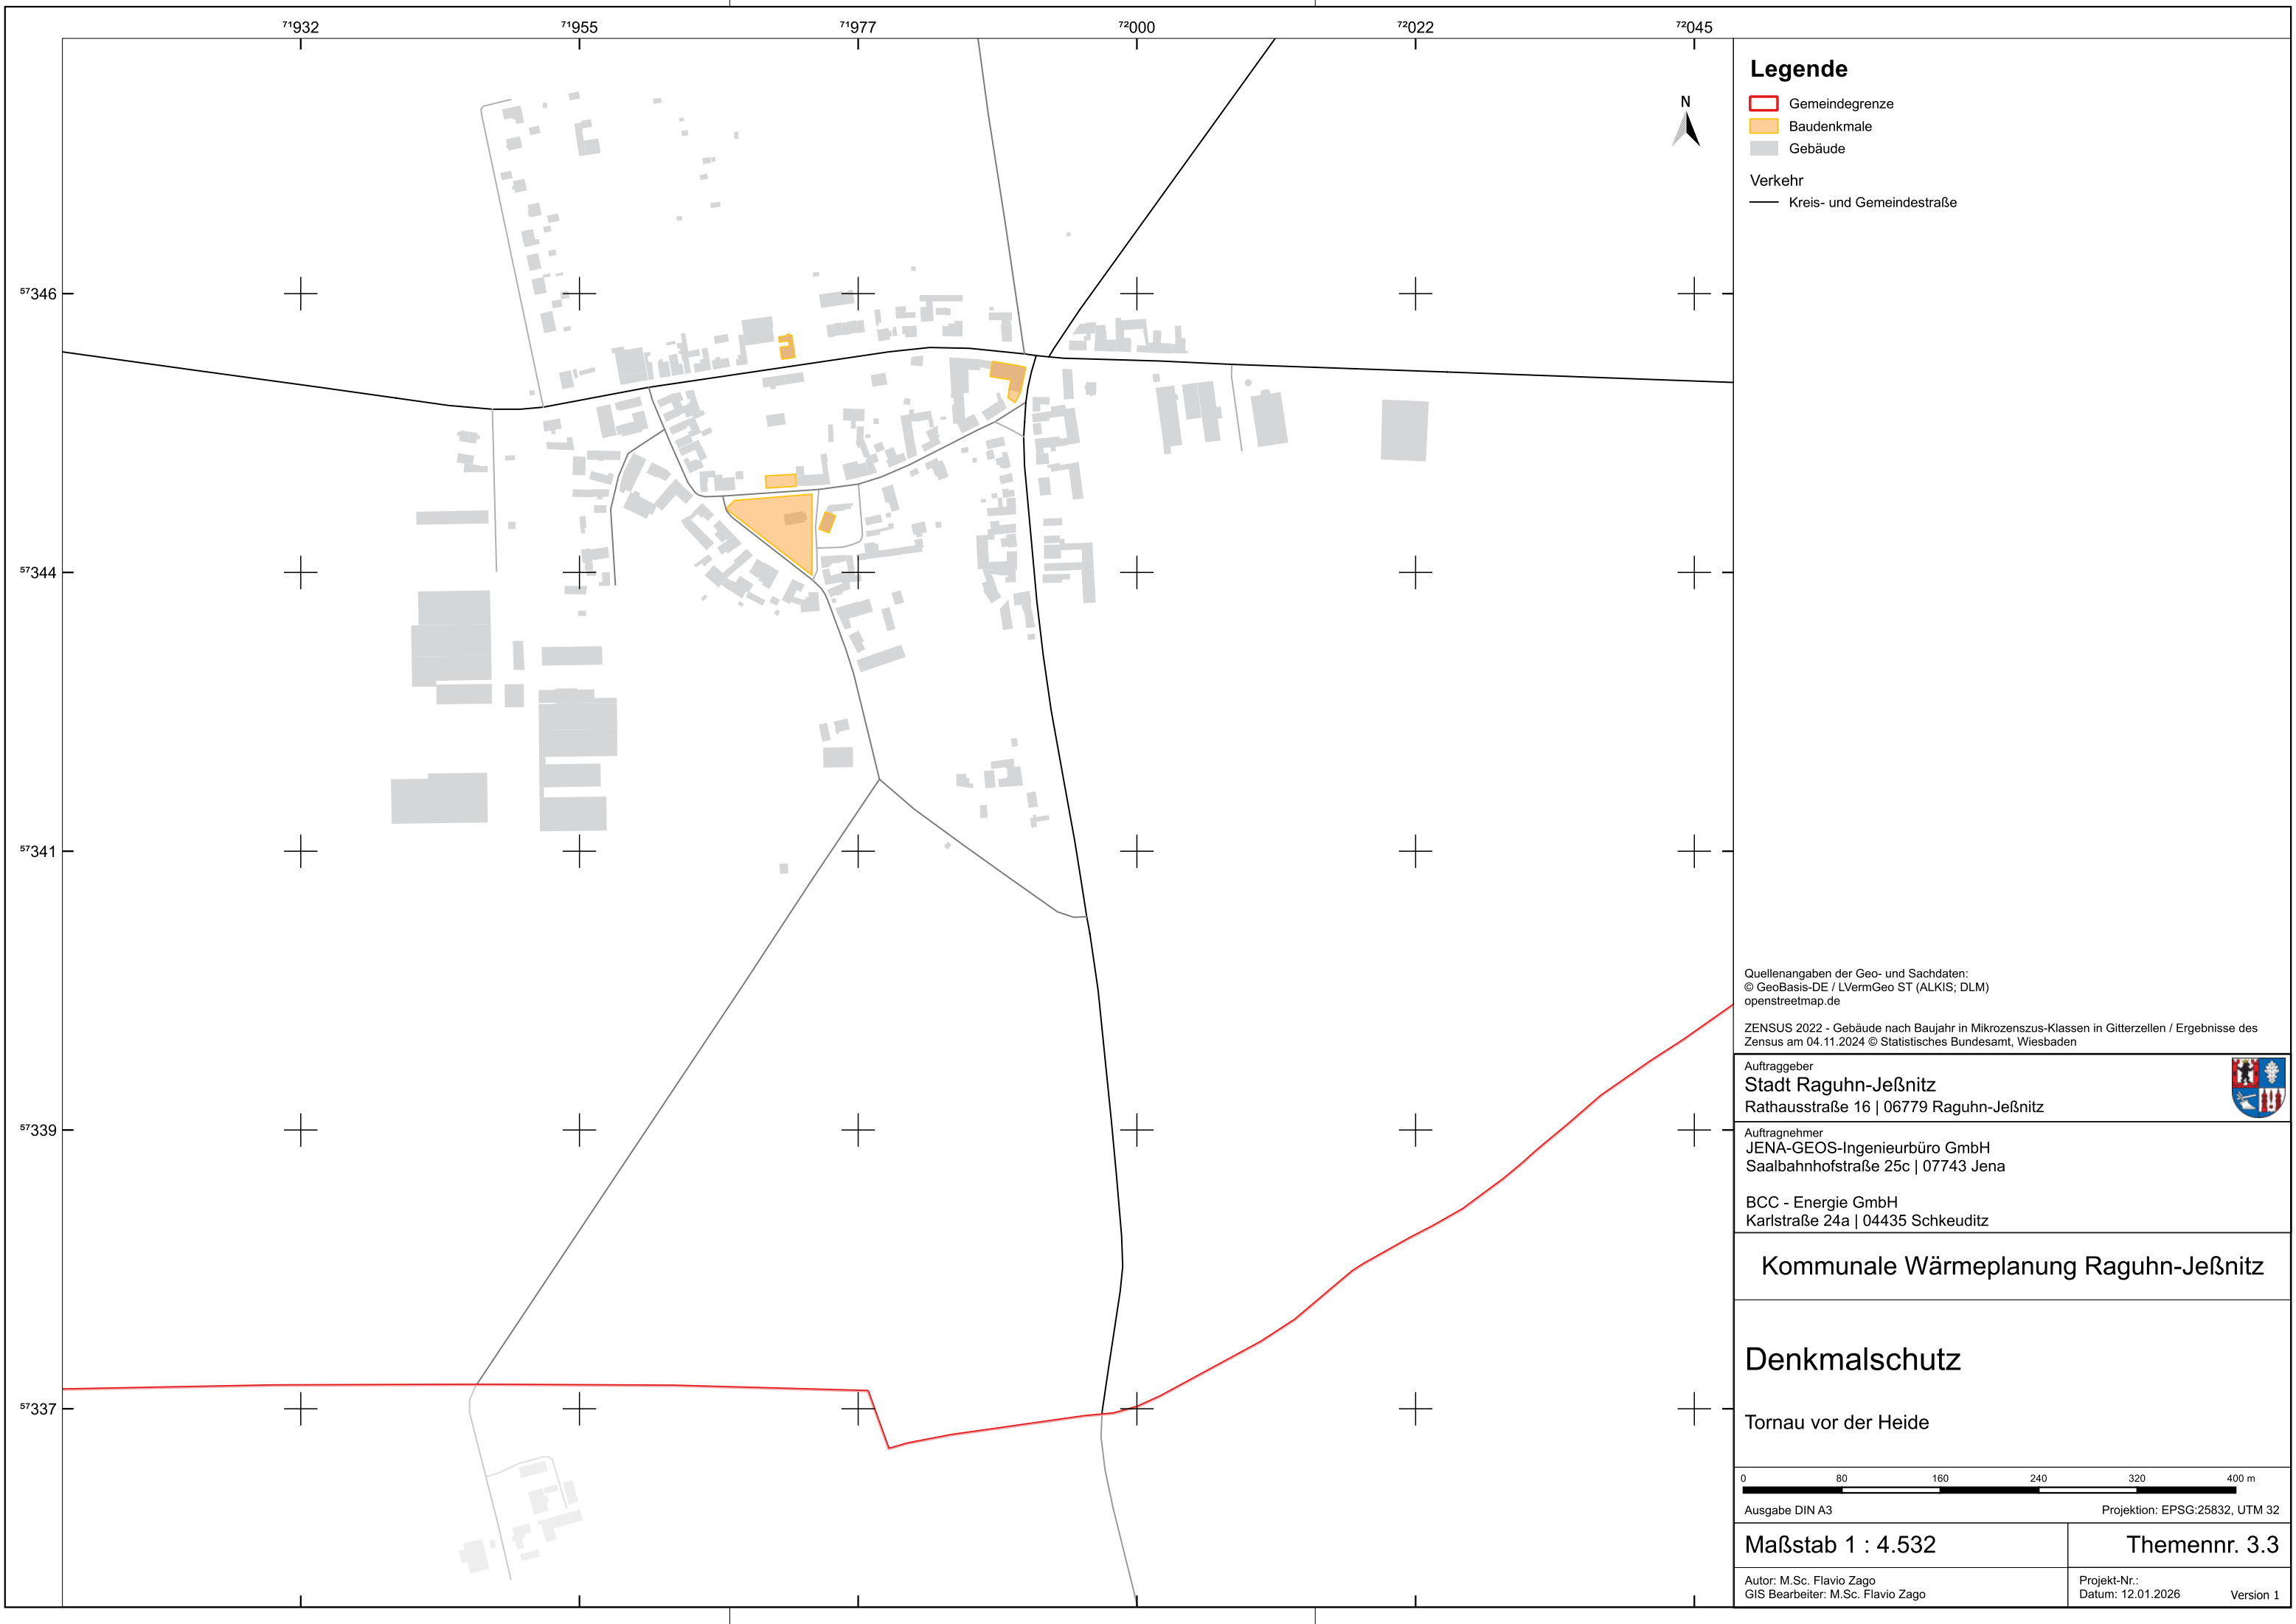 ⁷¹932 ⁷¹955 ⁷¹977 ⁷²000 ⁷²022 ⁷²045
⁵⁷346
⁵⁷344
⁵⁷341
⁵⁷339
⁵⁷337
N
Legende
Gemeindegrenze
Baudenkmale
Gebäude
Verkehr
Kreis- und Gemeindestraße
Quellenangaben der Geo- und Sachdaten:
© GeoBasis-DE / LVermGeo ST (ALKIS; DLM)
openstreetmap.de
ZENSUS 2022 - Gebäude nach Baujahr in Mikrozenszus-Klassen in Gitterzellen / Ergebnisse des
Zensus am 04.11.2024 © Statistisches Bundesamt, Wiesbaden
Auftraggeber
Stadt Raguhn-Jeßnitz
Rathausstraße 16 | 06779 Raguhn-Jeßnitz
Auftragnehmer
JENA-GEOS-Ingenieurbüro GmbH
Saalbahnhofstraße 25c | 07743 Jena
BCC - Energie GmbH
Karlstraße 24a | 04435 Schkeuditz
Kommunale Wärmeplanung Raguhn-Jeßnitz
Denkmalschutz
Tornau vor der Heide
0 80 160 240 320 400 m
Ausgabe DIN A3 Projektion: EPSG:25832, UTM 32
Maßstab 1 : 4.532 Themennr. 3.3
Autor: M.Sc. Flavio Zago Projekt-Nr.:
GIS Bearbeiter: M.Sc. Flavio Zago Datum: 12.01.2026 Version 1